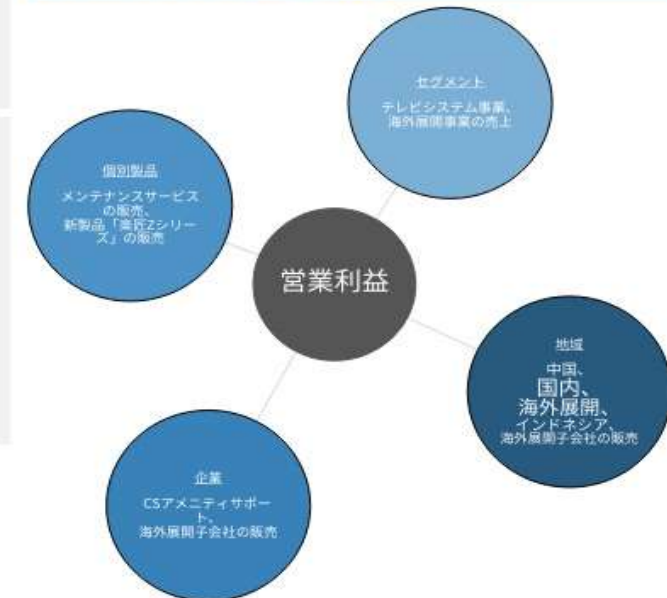 セグメント
テレビシステム事業、
海外展開事業の売上
個別製品
メンテナンスサービス
の販売、
新製品「楽匠Zシリー
ズ」の販売
営業利益
地域
中国、
国内、
海外展開、
インドネシア、
海外展開子会社の販売
企業
CSアメニティサポー
ト、
海外展開子会社の販売